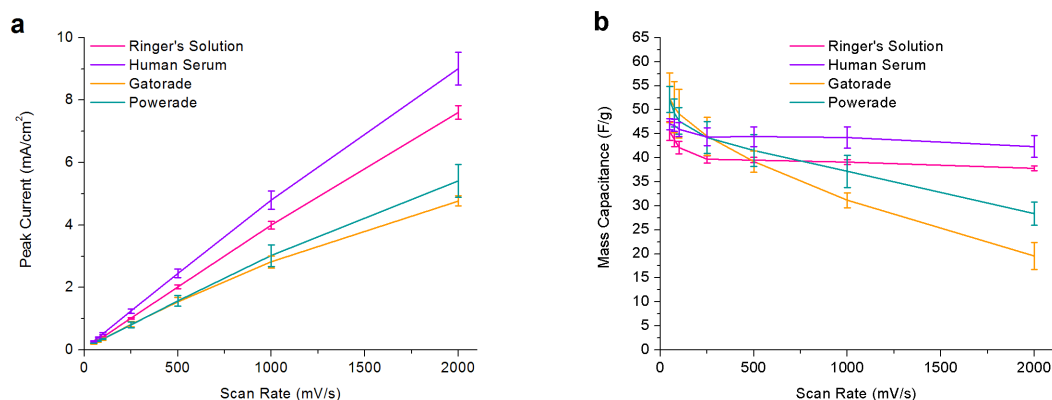 a
10
8
6
4
2
0
Peak Current (mA/cm²)
Ringer's Solution
Human Serum
Gatorade
Powerade
0 500 1000 1500 2000
Scan Rate (mV/s)
b
65
60
55
50
45
40
35
30
25
20
15
10
5
0
Mass Capacitance (F/g)
Ringer's Solution
Human Serum
Gatorade
Powerade
0 500 1000 1500 2000
Scan Rate (mV/s)